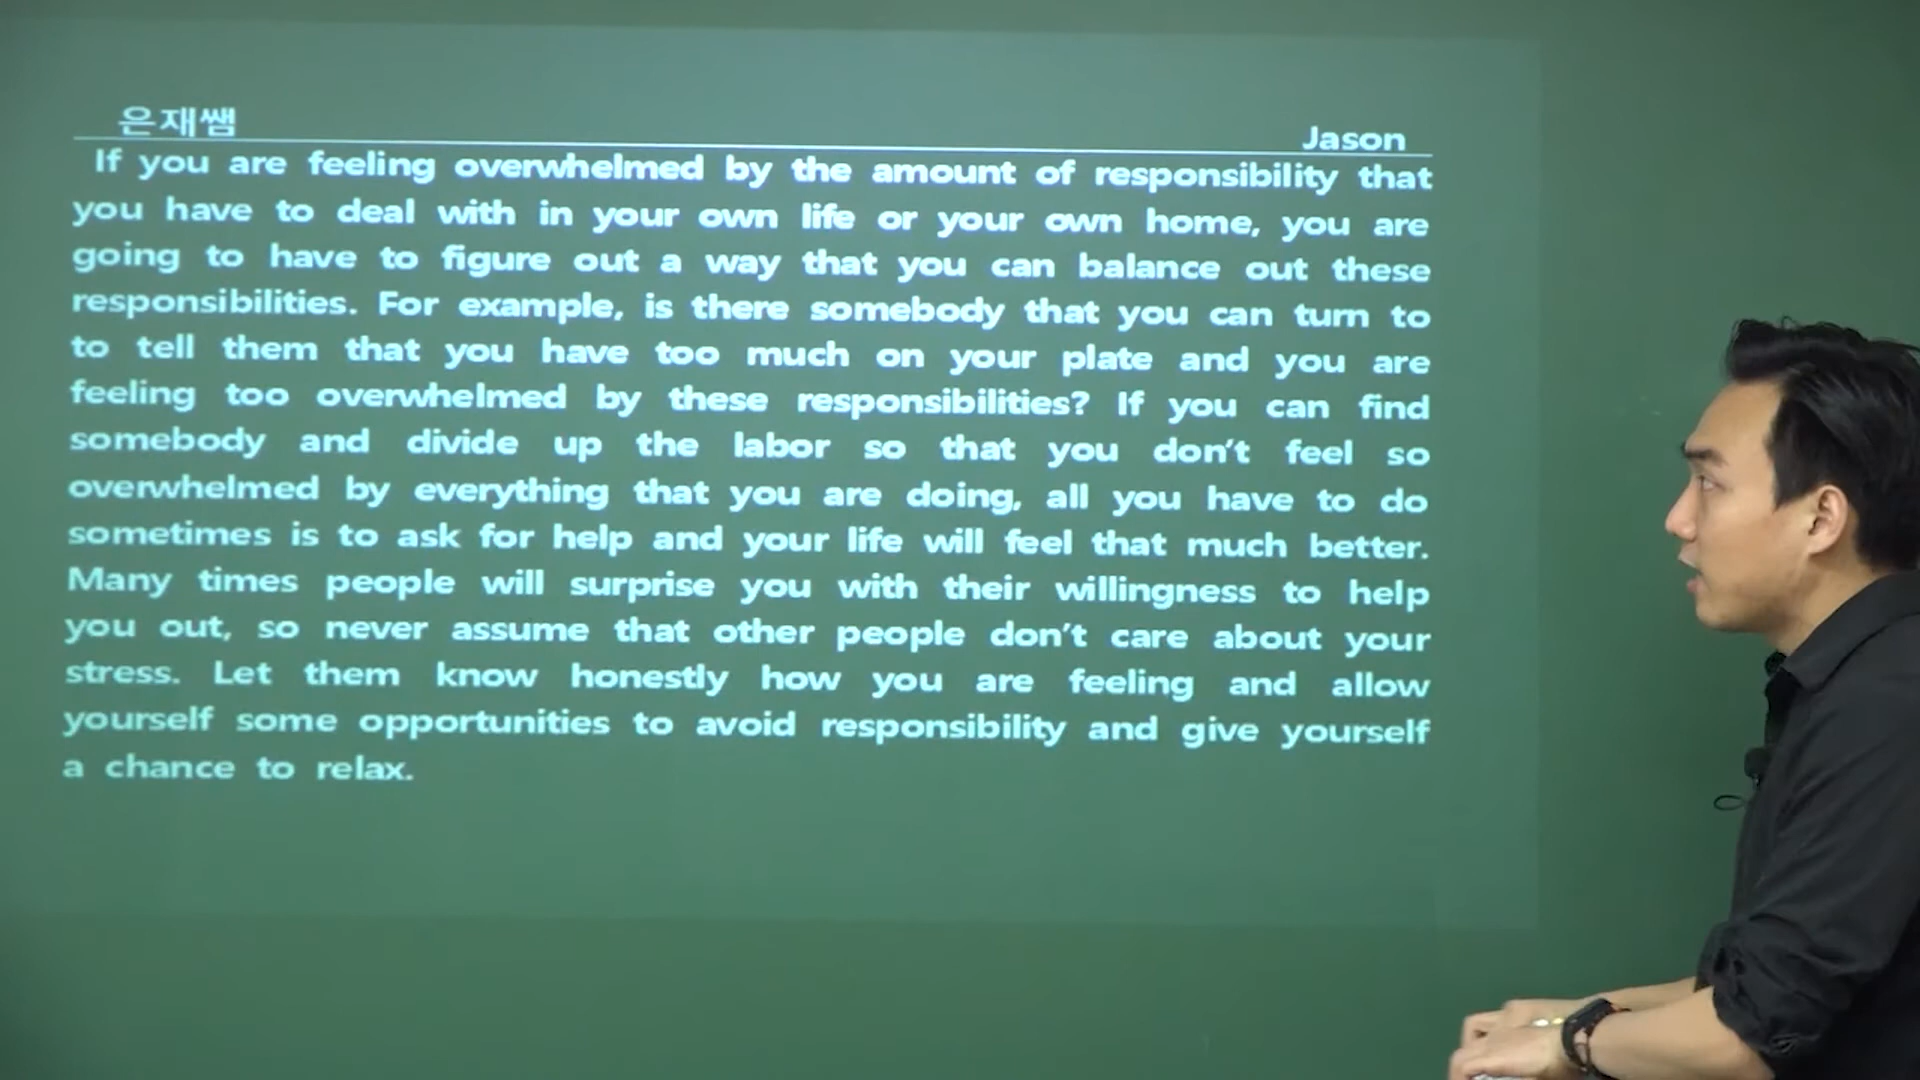 은재쌤
Jason
If you are feeling overwhelmed by the amount of responsibility that
you have to deal with in your own life or your own home, you are
going to have to figure out a way that you can balance out these
responsibilities. For example, is there somebody that you can turn to
to tell them that you have too much on your plate and you are
feeling too overwhelmed by these responsibilities? If you can find
somebody and divide up the labor so that you don’t feel so
overwhelmed by everything that you are doing, all you have to do
sometimes is to ask for help and your life will feel that much better.
Many times people will surprise you with their willingness to help
you out, so never assume that other people don’t care about your
stress. Let them know honestly how you are feeling and allow
yourself some opportunities to avoid responsibility and give yourself
a chance to relax.